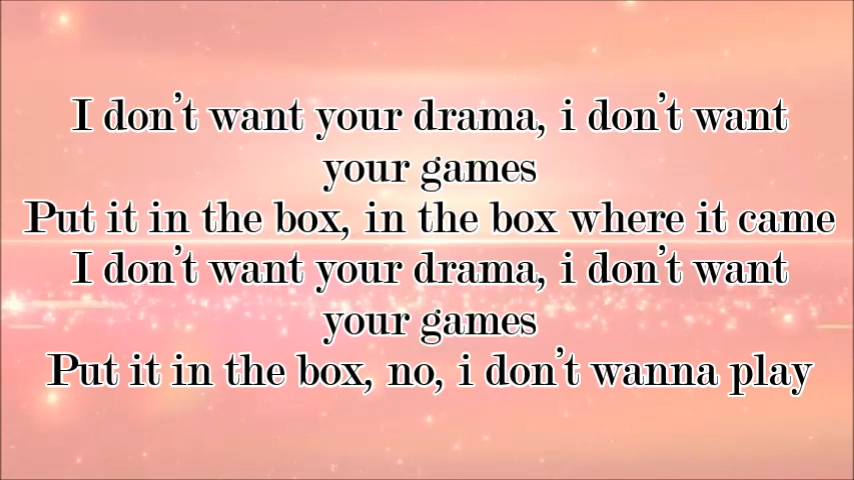 I don't want your drama, i don't want
your games
Put it in the box, in the box where it came
I don't want your drama, i don't want
your games
Put it in the box, no, i don't wanna play